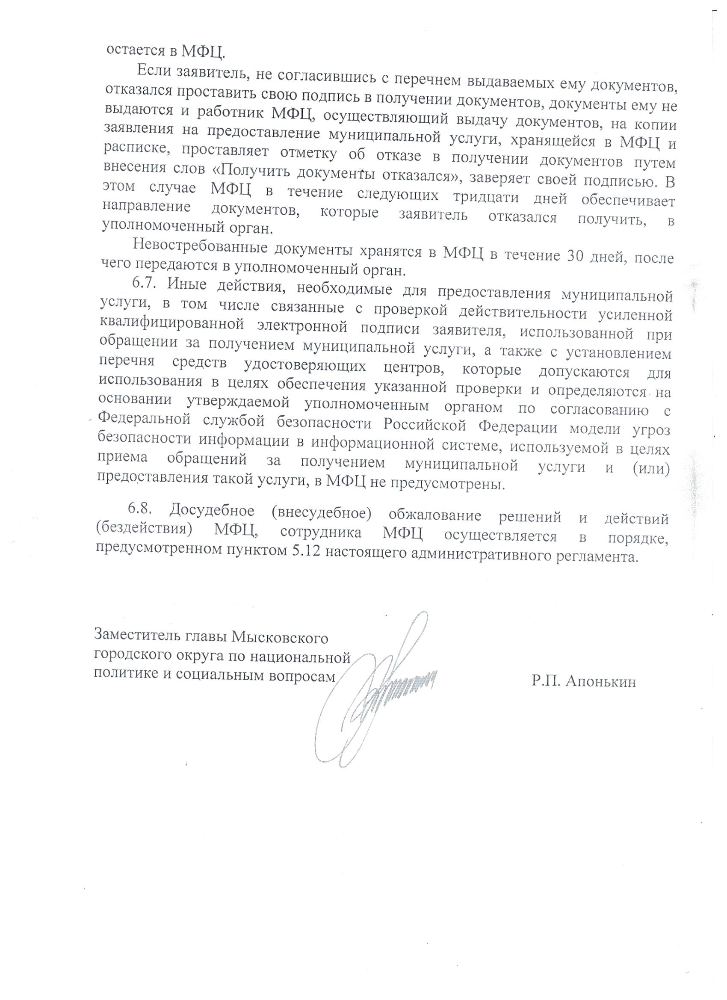 остается в МФЦ.
Если заявитель, не согласившись с перечнем выдаваемых ему документов,
отказался проставить свою подпись в получении документов, документы ему не
выдаются и работник МФЦ, осуществляющий выдачу документов, на копии
заявления на предоставление муниципальной услуги, хранящейся в МФЦ и
расписке, проставляет отметку об отказе в получении документов путем
внесения слов «Получить документы отказался», заверяет своей подписью. В
этом случае МФЦ в течение следующих тридцати дней обеспечивает
направление документов, которые заявитель отказался получить, в
уполномоченный орган.
Невостребованные документы хранятся в МФЦ в течение 30 дней, после
чего передаются в уполномоченный орган.
6.7. Иные действия, необходимые для предоставления муниципальной
услуги, в том числе связанные с проверкой действительности усиленной
квалифицированной электронной подписи заявителя, использованной при
обращении за получением муниципальной услуги, а также с установлением
перечня средств удостоверяющих центров, которые допускаются для
использования в целях обеспечения указанной проверки и определяются на
основании утверждаемой уполномоченным органом по согласованию с
Федеральной службой безопасности Российской Федерации модели угроз
безопасности информации в информационной системе, используемой в целях
приема обращений за получением муниципальной услуги и (или)
предоставления такой услуги, в МФЦ не предусмотрены.
6.8. Досудебное (внесудебное) обжалование решений и действий
(бездействия) МФЦ, сотрудника МФЦ осуществляется в порядке,
предусмотренном пунктом 5.12 настоящего административного регламента.
Заместитель главы Мысковского
городского округа по национальной
политике и социальным вопросам
Р.П. Апонькин